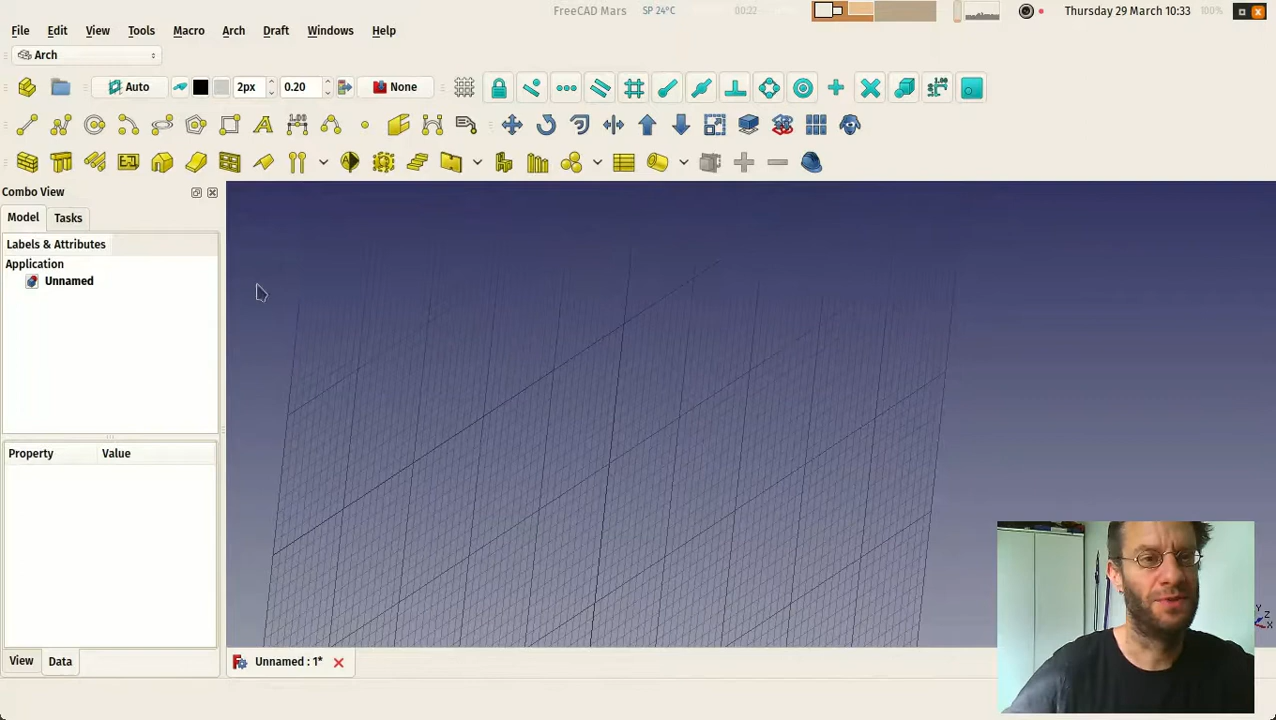 FreeCAD Mars SP 24°C 00:22 Thursday 29 March 10:33 100%
File Edit View Tools Macro Arch Draft Windows Help
Arch
Auto 2px 0.20 None
Combo View
Model Tasks
Labels & Attributes
Application
Unnamed
Property Value
View Data
Unnamed : 1*
Y
Z
X